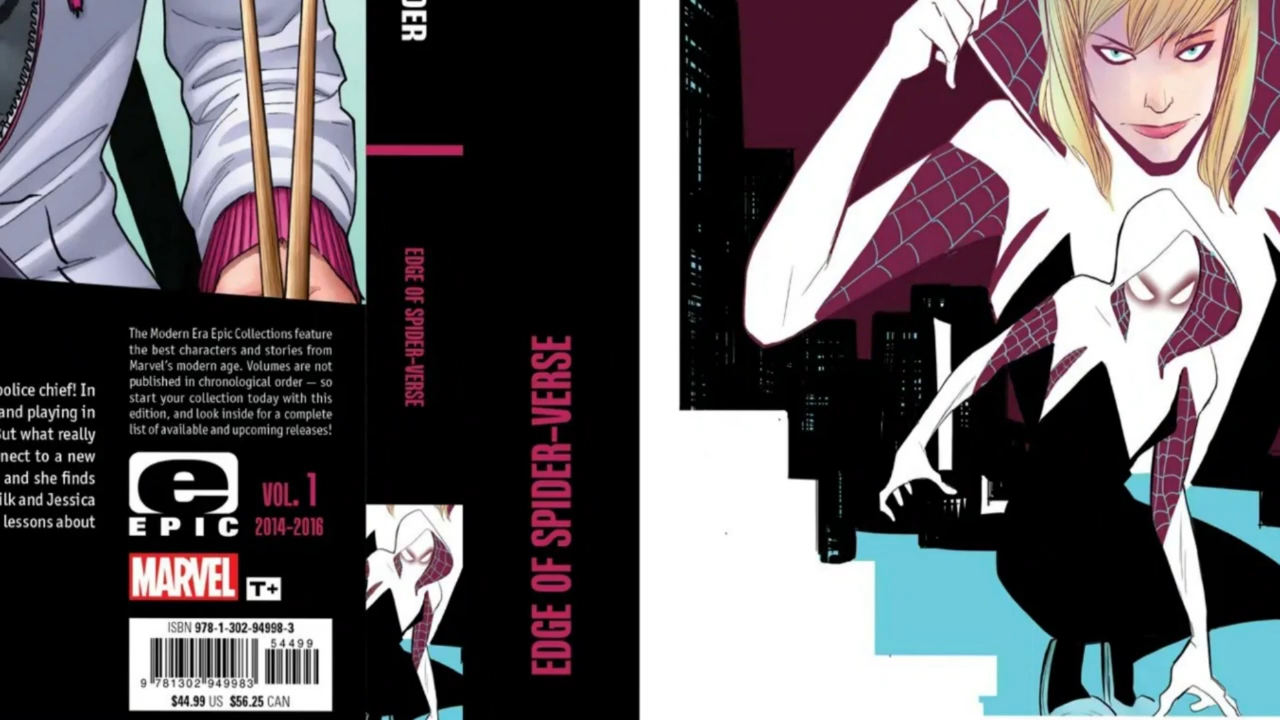 police chief! In
and playing in
But what really
nect to a new
and she finds
ilk and Jessica
lessons about
The Modern Era Epic Collections feature
the best characters and stories from
Marvel's modern age. Volumes are not
published in chronological order — so
start your collection today with this
edition, and look inside for a complete
list of available and upcoming releases!
e
EPIC
VOL. 1
2014-2016
MARVEL
T+
ISBN 978-1-302-94998-3
54499
9 781302 949983
$44.99 US $56.25 CAN
DER
EDGE OF SPIDER-VERSE
EDGE OF SPIDER-VERSE